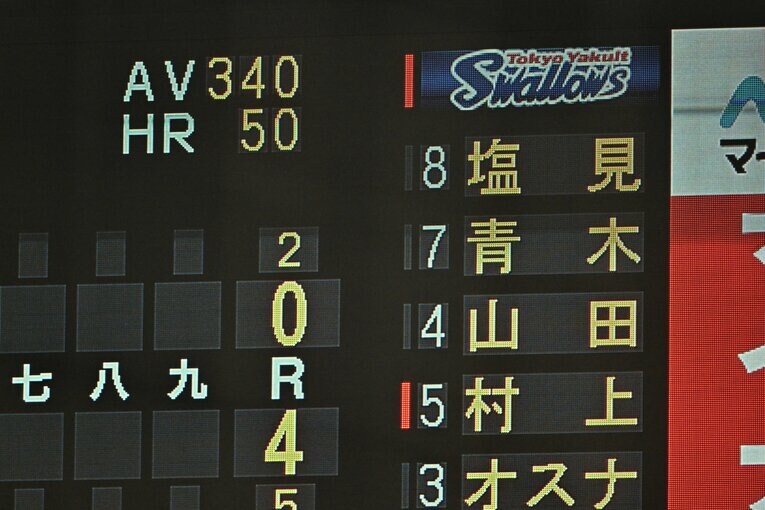 AV 340
HR 50
2
0
七 八 九 R
4
5
Tokyo Yakult
Swallows
8 塩見
7 青木
4 山田
5 村上
3 オスナ